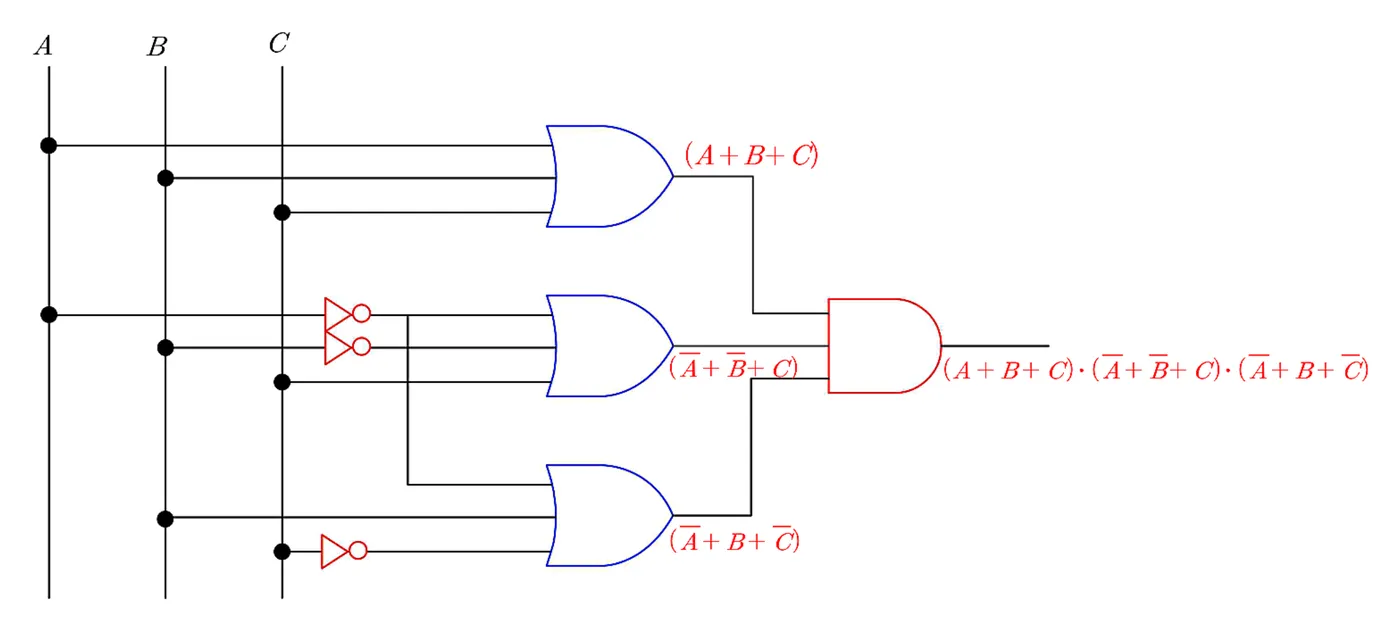 A
B
C
(A + B + C)
(A̅ + B̅ + C)
(A + B + C) · (A̅ + B̅ + C) · (A̅ + B + C̅)
(A̅ + B + C̅)